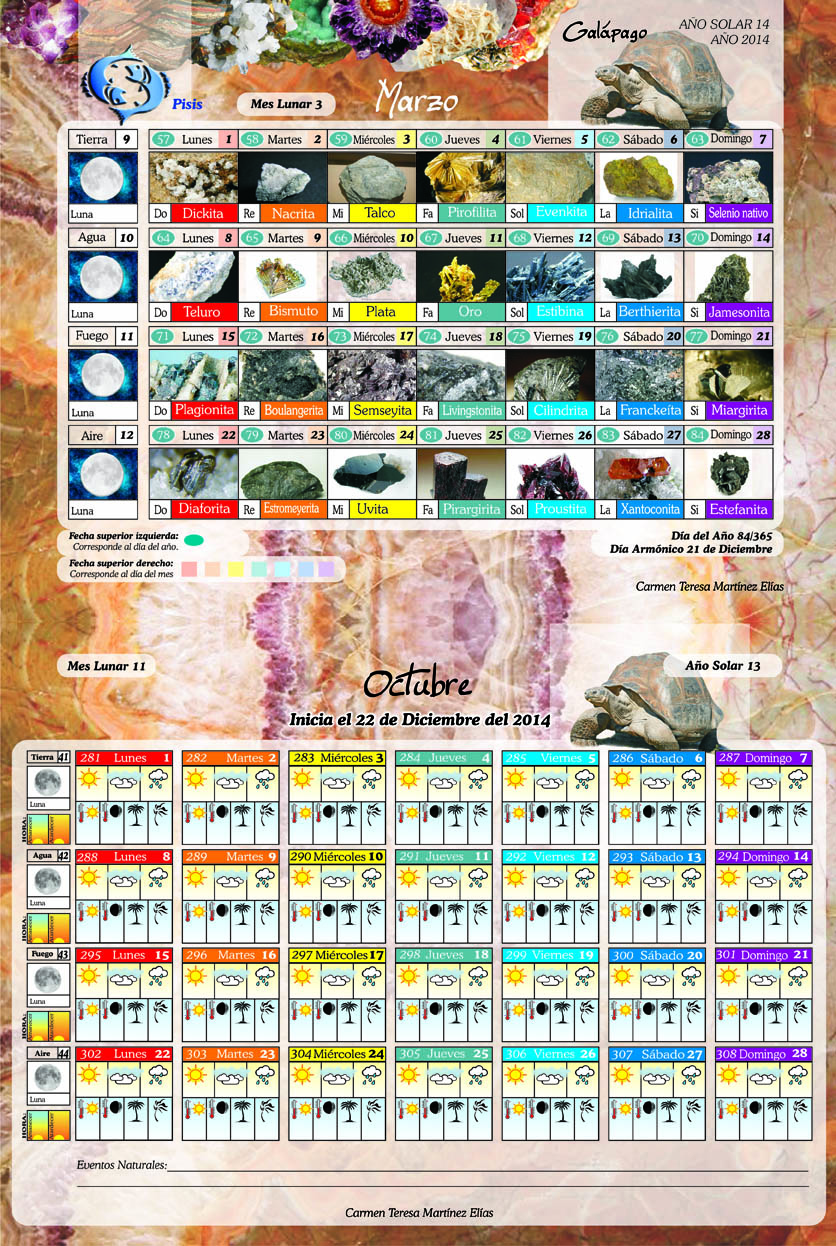 Galápago
AÑO SOLAR 14
AÑO 2014
Pisis
Mes Lunar 3
Marzo
Tierra 9
57 Lunes 1
58 Martes 2
59 Miércoles 3
60 Jueves 4
61 Viernes 5
62 Sábado 6
63 Domingo 7
Luna
Do Dickita
Re Nacrita
Mi Talco
Fa Pirofilita
Sol Evenkita
La Idrialita
Si Selenio nativo
Agua 10
64 Lunes 8
65 Martes 9
66 Miércoles 10
67 Jueves 11
68 Viernes 12
69 Sábado 13
70 Domingo 14
Luna
Do Teluro
Re Bismuto
Mi Plata
Fa Oro
Sol Estibina
La Berthierita
Si Jamesonita
Fuego 11
71 Lunes 15
72 Martes 16
73 Miércoles 17
74 Jueves 18
75 Viernes 19
76 Sábado 20
77 Domingo 21
Luna
Do Plagionita
Re Boulangerita
Mi Semseyita
Fa Livingstonita
Sol Cilindrita
La Franckeíta
Si Miargirita
Aire 12
78 Lunes 22
79 Martes 23
80 Miércoles 24
81 Jueves 25
82 Viernes 26
83 Sábado 27
84 Domingo 28
Luna
Do Diaforita
Re Estromeyerita
Mi Uvita
Fa Pirargirita
Sol Proustita
La Xantoconita
Si Estefanita
Fecha superior izquierda:
Corresponde al día del año.
Fecha superior derecho:
Corresponde al día del mes
Día del Año 84/365
Día Armónico 21 de Diciembre
Carmen Teresa Martínez Elías
Mes Lunar 11
Octubre
Año Solar 13
Inicia el 22 de Diciembre del 2014
Tierra 41
281 Lunes 1
282 Martes 2
283 Miércoles 3
284 Jueves 4
285 Viernes 5
286 Sábado 6
287 Domingo 7
Luna
HORA:
Amanecer
Atardecer
Agua 42
288 Lunes 8
289 Martes 9
290 Miércoles 10
291 Jueves 11
292 Viernes 12
293 Sábado 13
294 Domingo 14
Luna
HORA:
Amanecer
Atardecer
Fuego 43
295 Lunes 15
296 Martes 16
297 Miércoles 17
298 Jueves 18
299 Viernes 19
300 Sábado 20
301 Domingo 21
Luna
HORA:
Amanecer
Atardecer
Aire 44
302 Lunes 22
303 Martes 23
304 Miércoles 24
305 Jueves 25
306 Viernes 26
307 Sábado 27
308 Domingo 28
Luna
HORA:
Amanecer
Atardecer
Eventos Naturales:
Carmen Teresa Martínez Elías